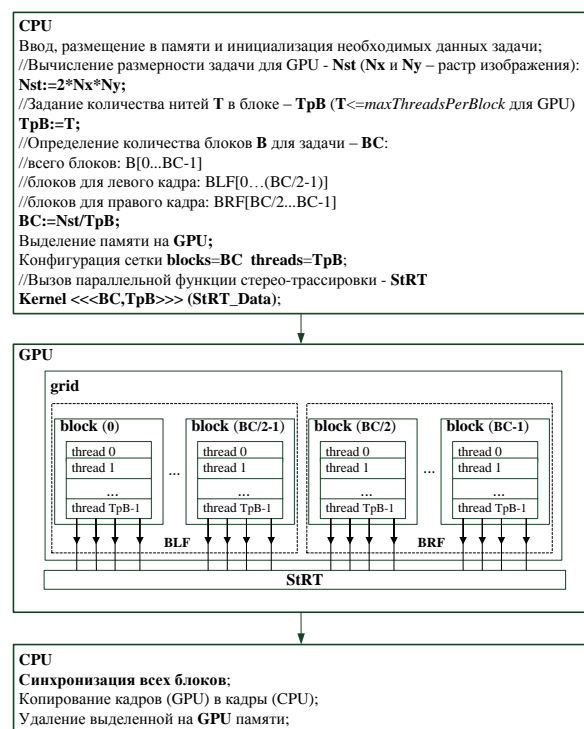 CPU
Ввод, размещение в памяти и инициализация необходимых данных задачи;
//Вычисление размерности задачи для GPU - Nst (Nx и Ny – растр изображения):
Nst:=2*Nx*Ny;
//Задание количества нитей T в блоке – TpB (T<=maxThreadsPerBlock для GPU)
TpB:=T;
//Определение количества блоков B для задачи – BC:
//всего блоков: B[0...BC-1]
//блоков для левого кадра: BLF[0…(BC/2-1)]
//блоков для правого кадра: BRF[BC/2...BC-1]
BC:=Nst/TpB;
Выделение памяти на GPU;
Конфигурация сетки blocks=BC threads=TpB;
//Вызов параллельной функции стерео-трассировки - StRT
Kernel <<<BC,TpB>>> (StRT_Data);
GPU
grid
block (0)
thread 0
thread 1
...
thread TpB-1
...
block (BC/2-1)
thread 0
thread 1
...
thread TpB-1
BLF
block (BC/2)
thread 0
thread 1
...
thread TpB-1
...
block (BC-1)
thread 0
thread 1
...
thread TpB-1
BRF
StRT
CPU
Синхронизация всех блоков;
Копирование кадров (GPU) в кадры (CPU);
Удаление выделенной на GPU памяти;